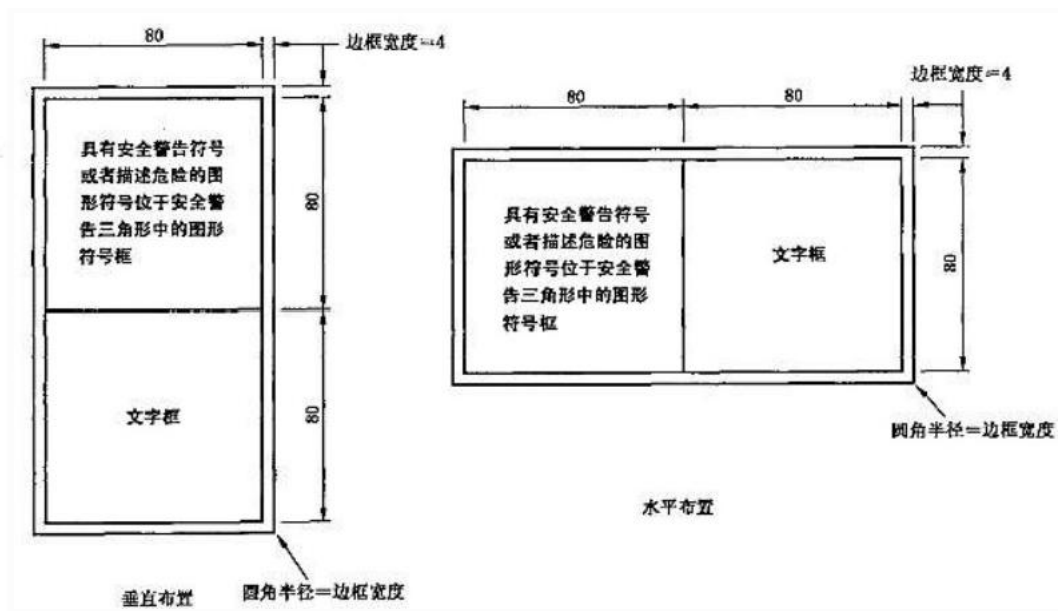 80
边框宽度=4
具有安全警告符号
或者描述危险的图
形符号位于安全警
告三角形中的图形
符号框
80
文字框
80
垂直布置
圆角半径=边框宽度
边框宽度=4
80
80
具有安全警告符号
或者描述危险的图
形符号位于安全警
告三角形中的图形
符号框
文字框
80
圆角半径=边框宽度
水平布置